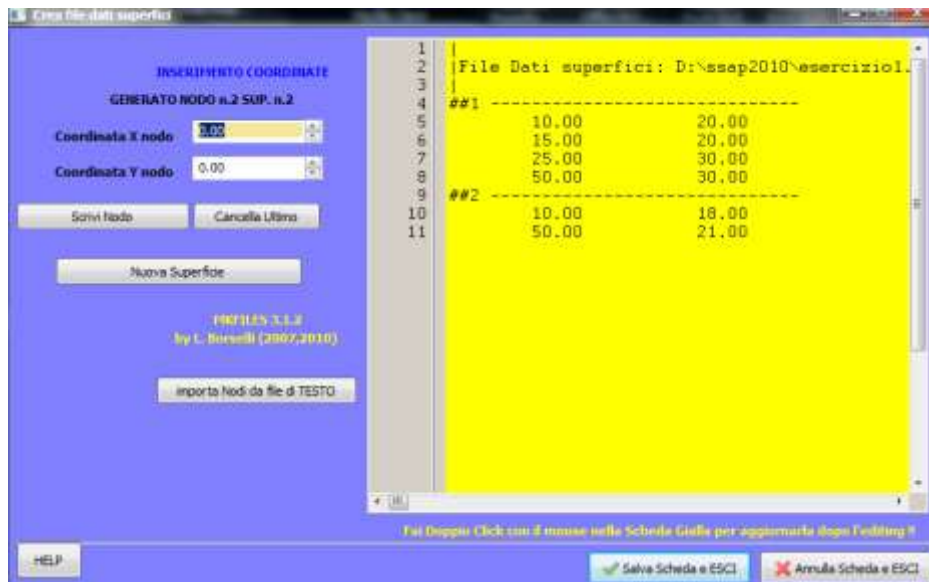 Crea file dati superfici
INSERIMENTO COORDINATE
GENERATO NODO n.2 SUP. n.2
Coordinata X nodo 0.00
Coordinata Y nodo 0.00
Scrivi Nodo Cancella Ultimo
Nuova Superficie
MKFILES 3.1.2
by L. Borselli (2007,2010)
importa Nodi da file di TESTO
1 |
2 |File Dati superfici: D:\ssap2010\esercizio1.
3 |
4 ##1 ------------------------------
5 10.00 20.00
6 15.00 20.00
7 25.00 30.00
8 50.00 30.00
9 ##2 ------------------------------
10 10.00 18.00
11 50.00 21.00
Fai Doppio Click con il mouse nella Scheda Gialla per aggiornarla dopo l'editing !!
HELP
Salva Scheda e ESCI
Annulla Scheda e ESCI